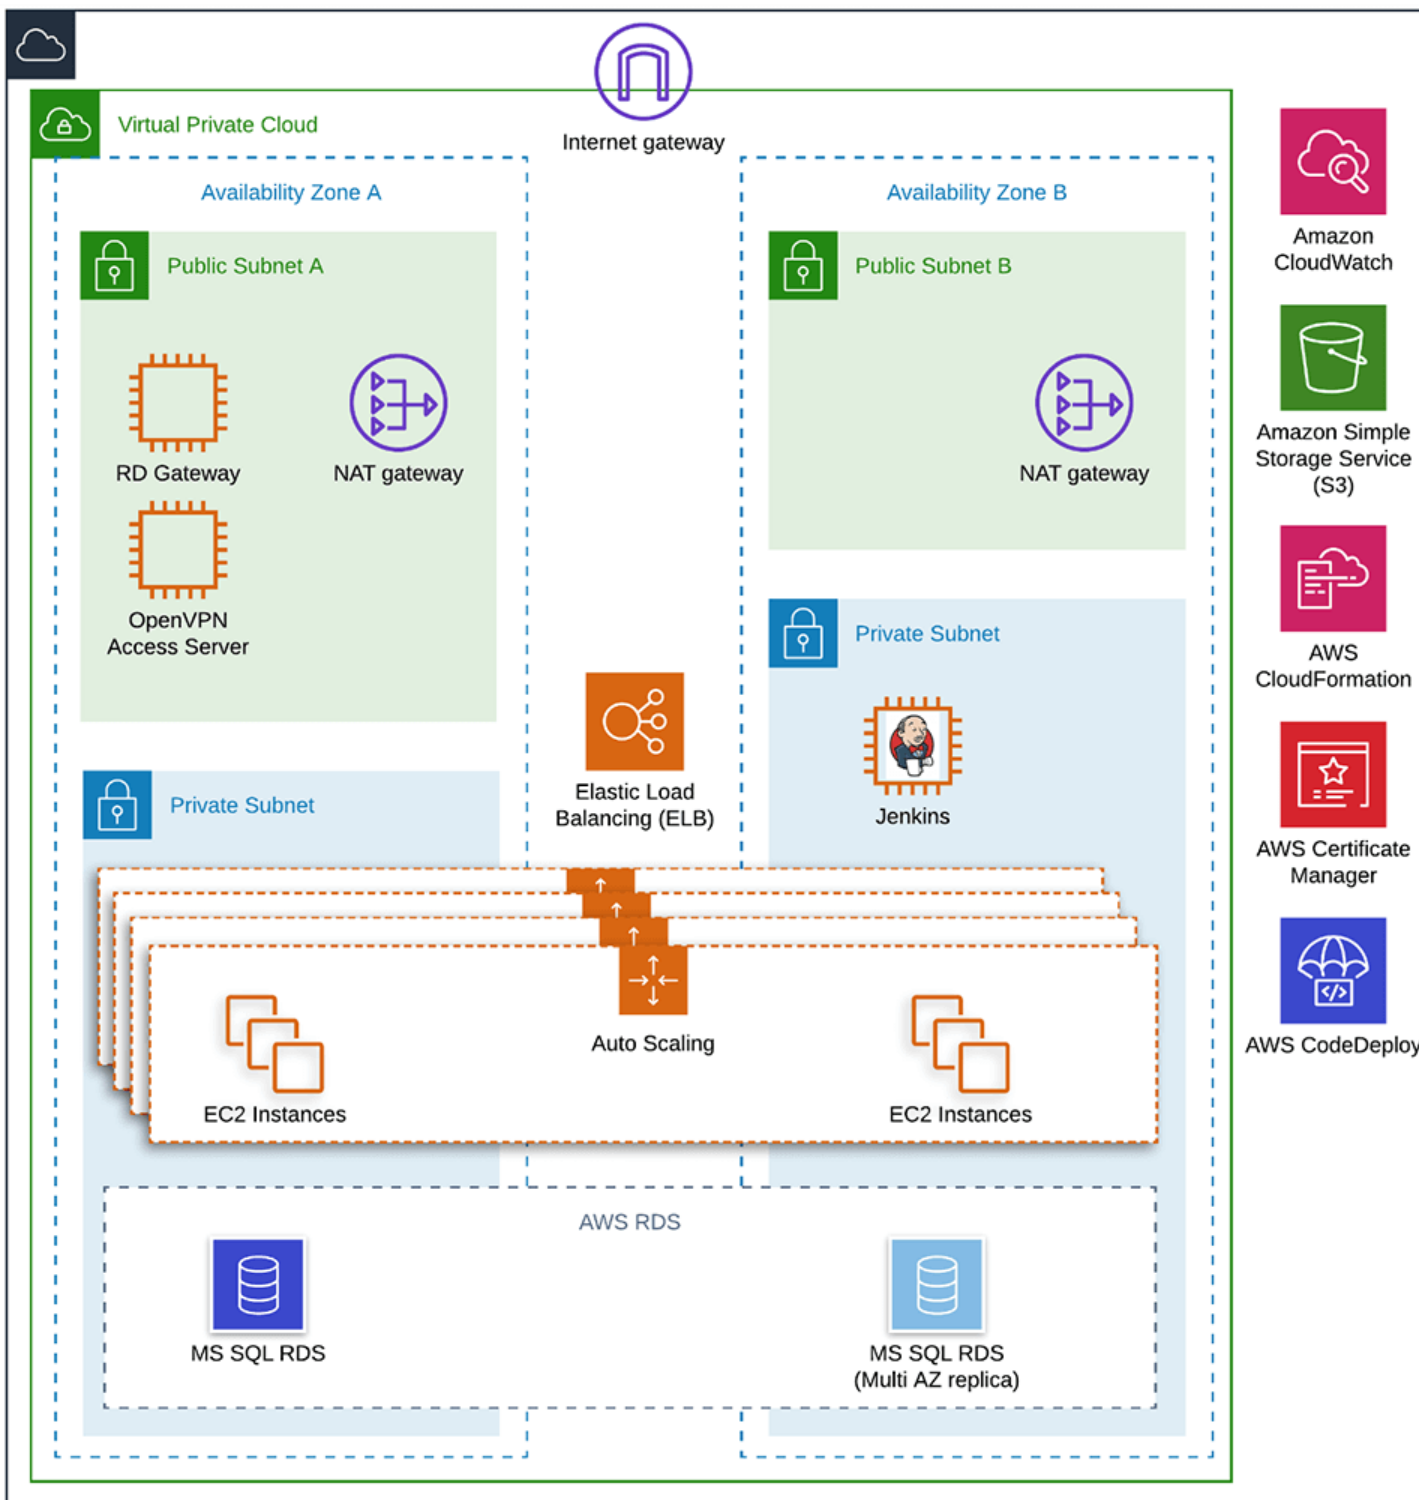 Internet gateway
Virtual Private Cloud
Availability Zone A
Availability Zone B
Public Subnet A
Public Subnet B
RD Gateway
NAT gateway
NAT gateway
OpenVPN
Access Server
Private Subnet
Jenkins
Elastic Load
Balancing (ELB)
Private Subnet
Auto Scaling
EC2 Instances
EC2 Instances
AWS RDS
MS SQL RDS
MS SQL RDS
(Multi AZ replica)
Amazon
CloudWatch
Amazon Simple
Storage Service
(S3)
AWS
CloudFormation
AWS Certificate
Manager
</>
AWS CodeDeploy